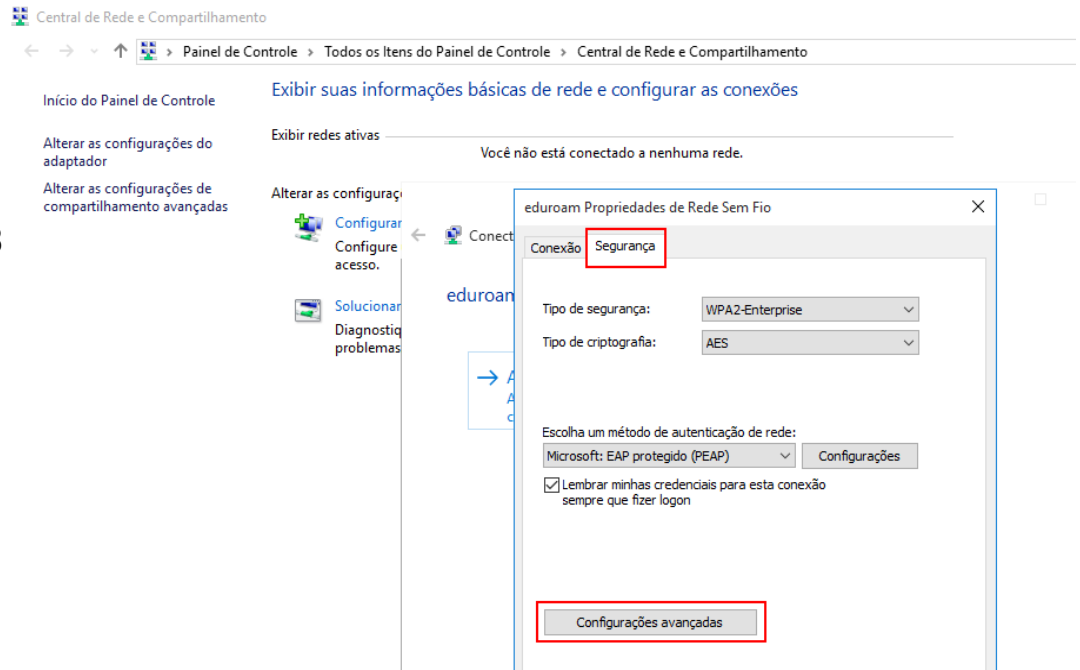 Central de Rede e Compartilhamento
Painel de Controle > Todos os Itens do Painel de Controle > Central de Rede e Compartilhamento
Início do Painel de Controle
Alterar as configurações do
adaptador
Alterar as configurações de
compartilhamento avançadas
Exibir suas informações básicas de rede e configurar as conexões
Exibir redes ativas
Você não está conectado a nenhuma rede.
Alterar as configuraç
Configurar
Configure
acesso.
Solucionar
Diagnostiq
problemas
Conect
eduroam
eduroam Propriedades de Rede Sem Fio
Conexão
Segurança
Tipo de segurança:
WPA2-Enterprise
Tipo de criptografia:
AES
Escolha um método de autenticação de rede:
Microsoft: EAP protegido (PEAP)
Configurações
Lembrar minhas credenciais para esta conexão
sempre que fizer logon
Configurações avançadas